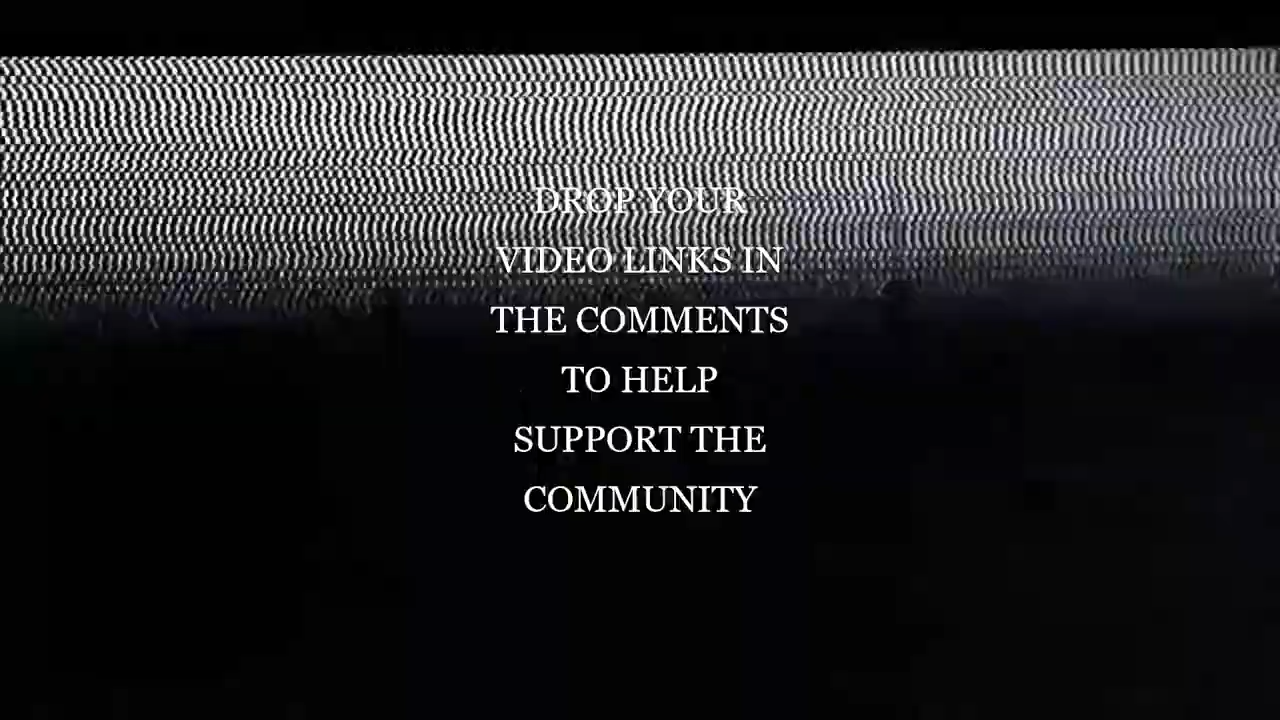 DROP YOUR
VIDEO LINKS IN
THE COMMENTS
TO HELP
SUPPORT THE
COMMUNITY